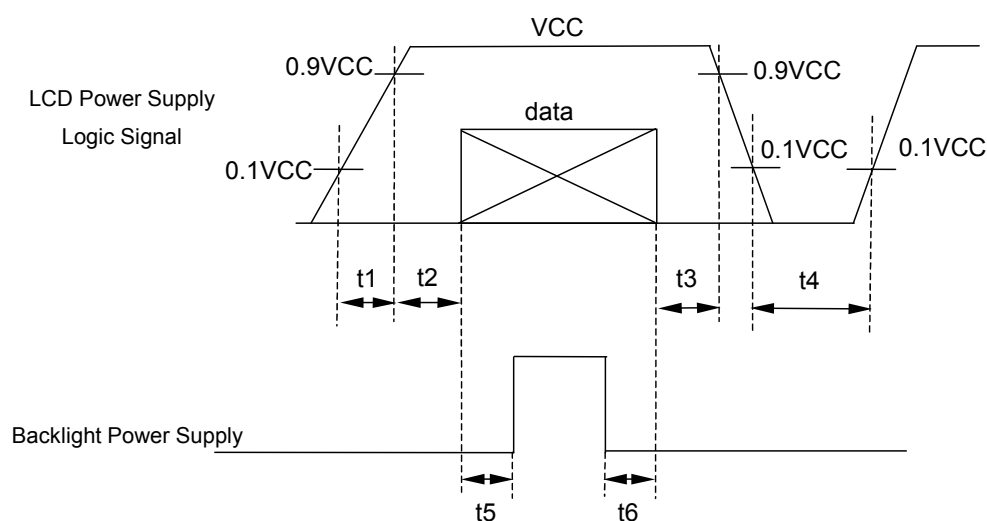 VCC
0.9VCC
0.9VCC
LCD Power Supply
Logic Signal
data
0.1VCC
0.1VCC
0.1VCC
t1
t2
t3
t4
Backlight Power Supply
t5
t6